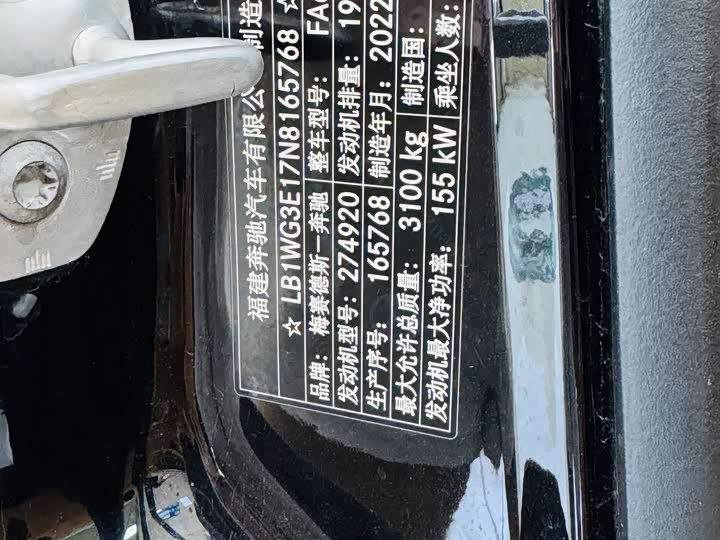 福建奔驰汽车有限公 制造
☆ LB1WG3E17N8165768 ☆
品牌: 梅赛德斯—奔驰 整车型号: FA
发动机型号: 274920 发动机排量: 19
生产序号: 165768 制造年月: 2022
最大允许总质量: 3100 kg 制造国:
发动机最大净功率: 155 kW 乘坐人数: